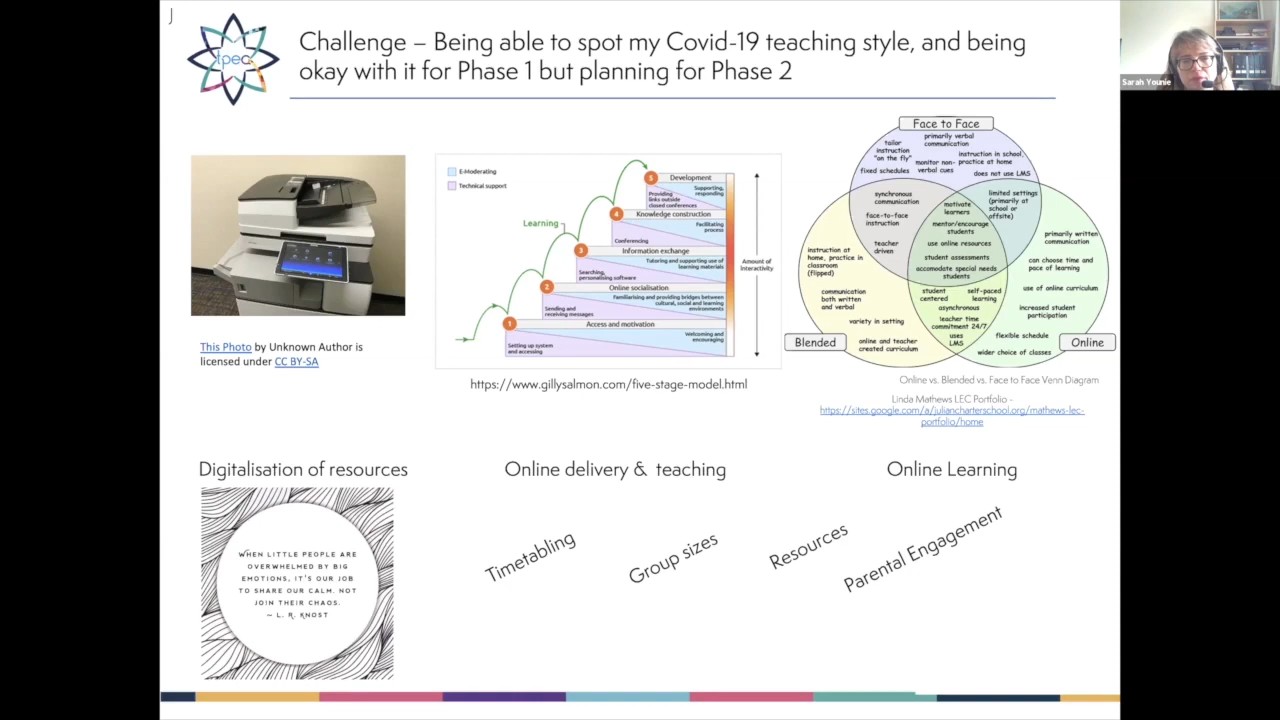 J
tpea
Challenge – Being able to spot my Covid-19 teaching style, and being
okay with it for Phase 1 but planning for Phase 2
Sarah Younie
This Photo by Unknown Author is
licensed under CC BY-SA
E-Moderating
Technical support
Learning
5
Development
Supporting,
responding
Providing
links outside
closed conferences
4
Knowledge construction
Facilitating
process
Conferencing
3
Information exchange
Tutoring and supporting use of
learning materials
Searching,
personalising software
2
Online socialisation
Familiarising and providing bridges between
cultural, social and learning
environments
Sending and
receiving messages
1
Access and motivation
Welcoming and
encouraging
Setting up system
and accessing
Amount of
interactivity
https://www.gillysalmon.com/five-stage-model.html
Face to Face
primarily verbal
communication
tailor
instruction
"on the fly"
monitor non-
verbal cues
instruction in school,
practice at home
fixed schedules
does not use LMS
synchronous
communication
limited settings
(primarily at
school or
offsite)
motivate
learners
face-to-face
instruction
mentor/encourage
students
teacher
driven
use online resources
student assessments
accomodate special needs
students
primarily written
communication
instruction at
home, practice in
classroom
(flipped)
can choose time and
pace of learning
communication
both written
and verbal
student
centered
self-paced
learning
use of online curriculum
asynchronous
increased student
participation
variety in setting
teacher time
commitment 24/7
uses
LMS
flexible schedule
online and teacher
created curriculum
wider choice of classes
Blended
Online
Online vs. Blended vs. Face to Face Venn Diagram
Linda Mathews LEC Portfolio -
https://sites.google.com/a/juliancharterschool.org/mathews-lec-
portfolio/home
Digitalisation of resources
Online delivery & teaching
Online Learning
WHEN LITTLE PEOPLE ARE
OVERWHELMED BY BIG
EMOTIONS, IT'S OUR JOB
TO SHARE OUR CALM, NOT
JOIN THEIR CHAOS.
– L. R. KNOST
Timetabling
Group sizes
Resources
Parental Engagement